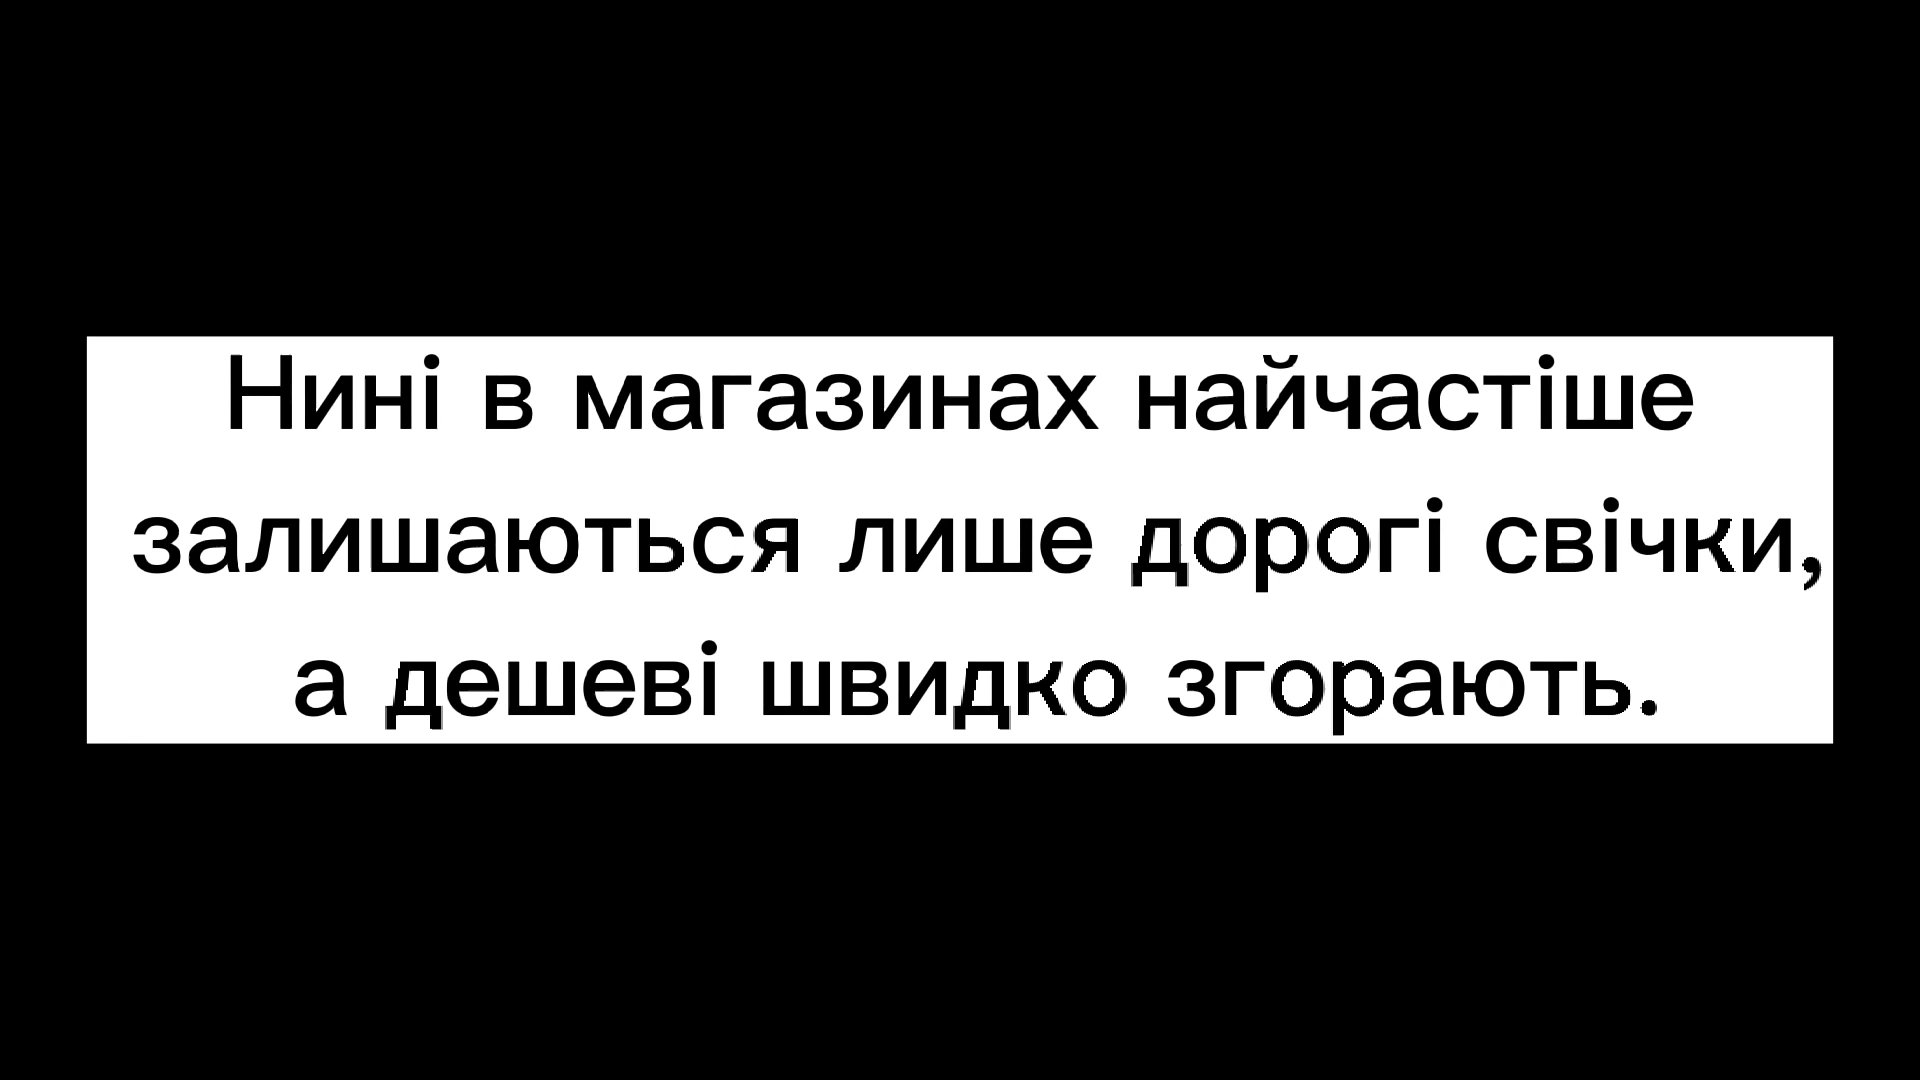 Нині в магазинах найчастіше
залишаються лише дорогі свічки,
а дешеві швидко згорають.